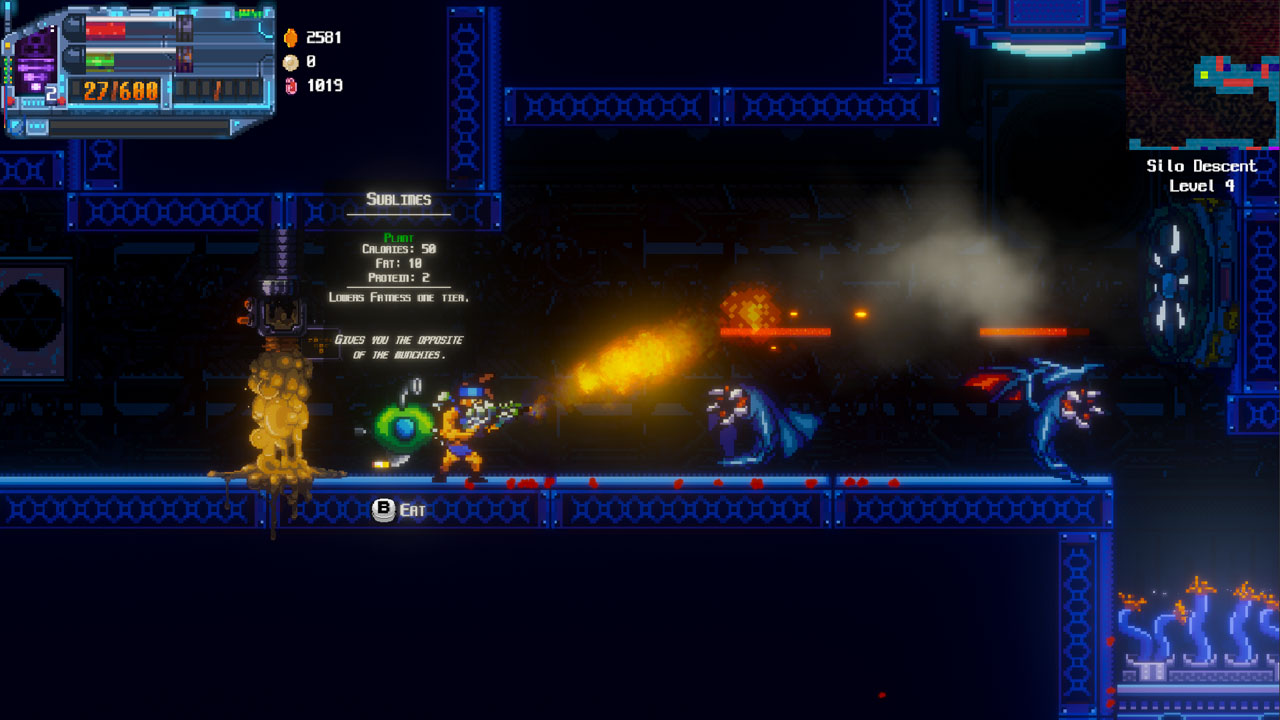 2581
0
1019
2
27/600
Silo Descent
Level 4
Sublimes
Plant
Calories: 50
Fat: 10
Protein: 2
Lowers Fatness one tier.
Gives you the opposite
of the munchies.
B Eat